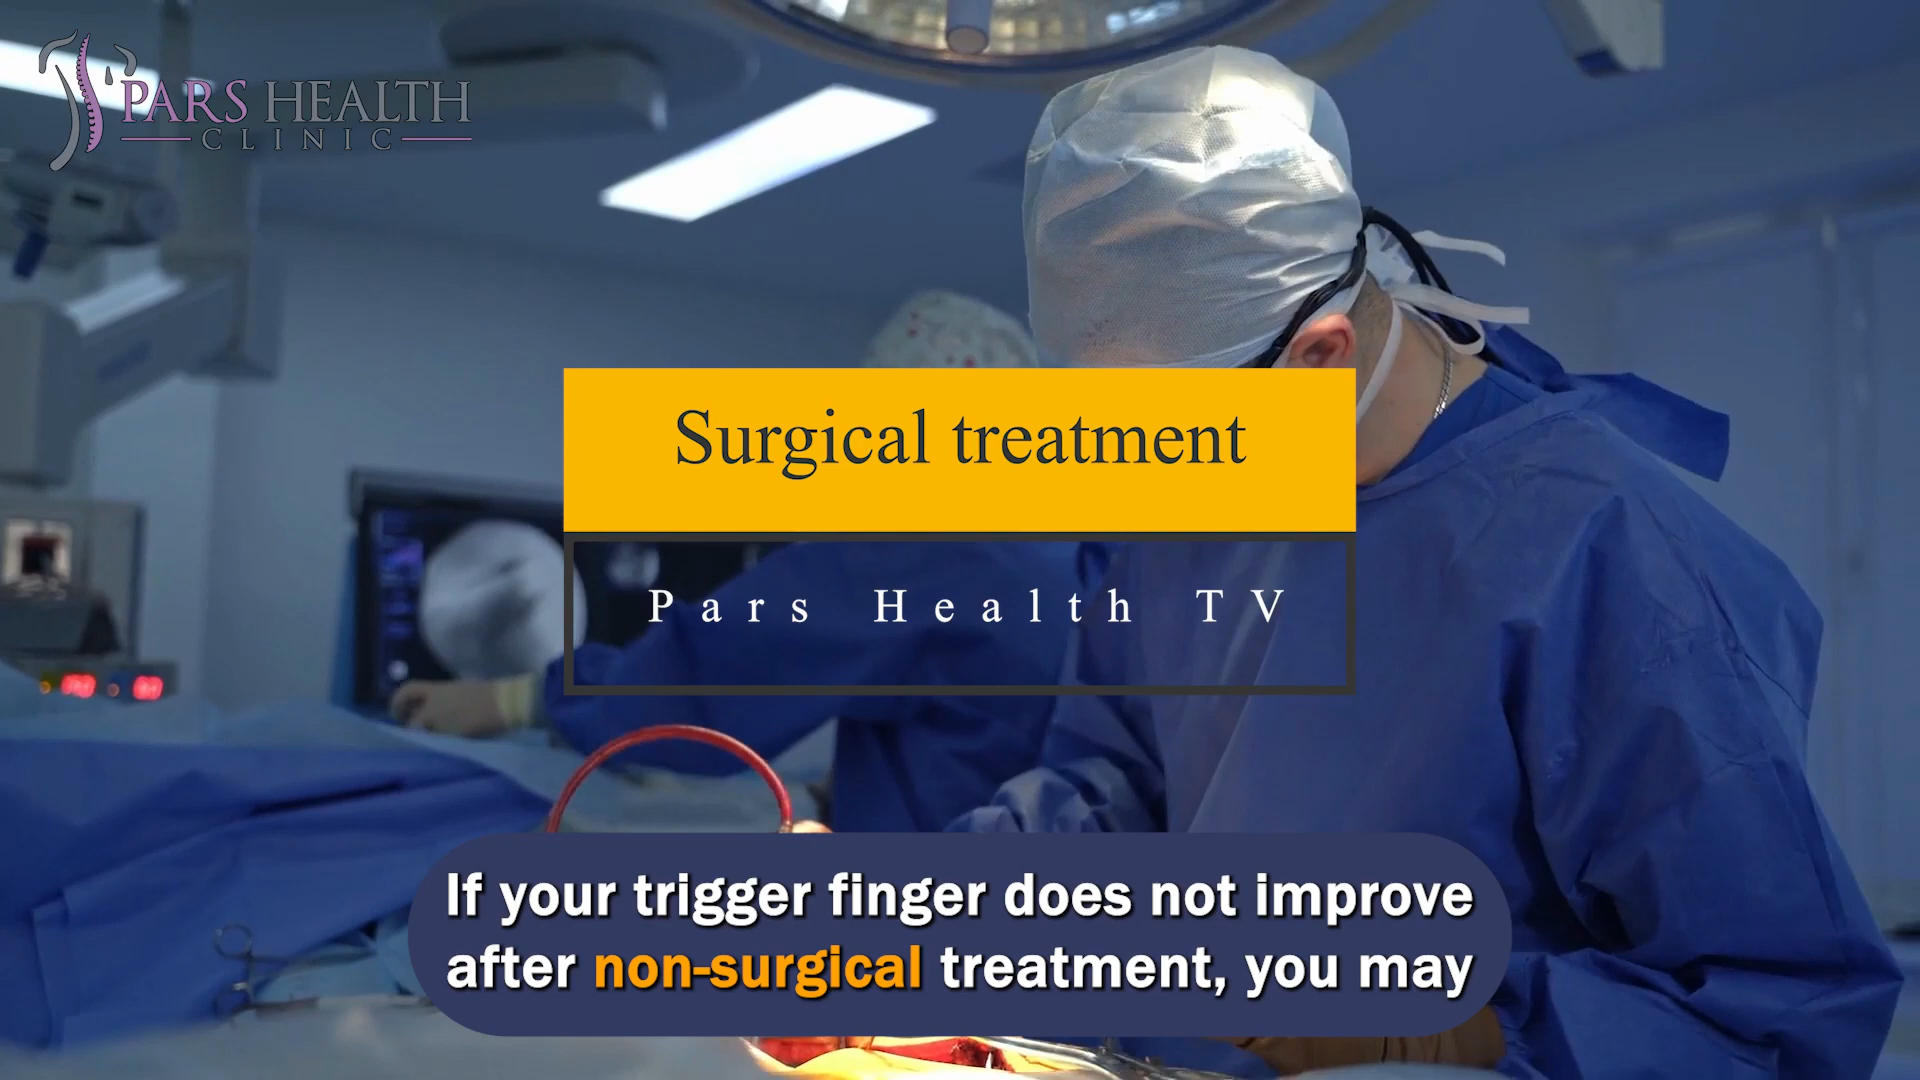 PARS HEALTH
CLINIC
Surgical treatment
Pars Health TV
If your trigger finger does not improve
after non-surgical treatment, you may